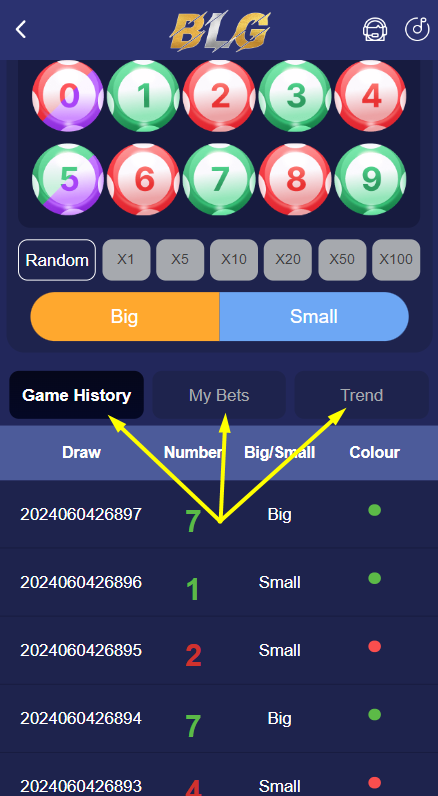 BLG
0 1 2 3 4
5 6 7 8 9
Random X1 X5 X10 X20 X50 X100
Big Small
Game History My Bets Trend
Draw Number Big/Small Colour
2024060426897 7 Big
2024060426896 1 Small
2024060426895 2 Small
2024060426894 7 Big
2024060426893 4 Small